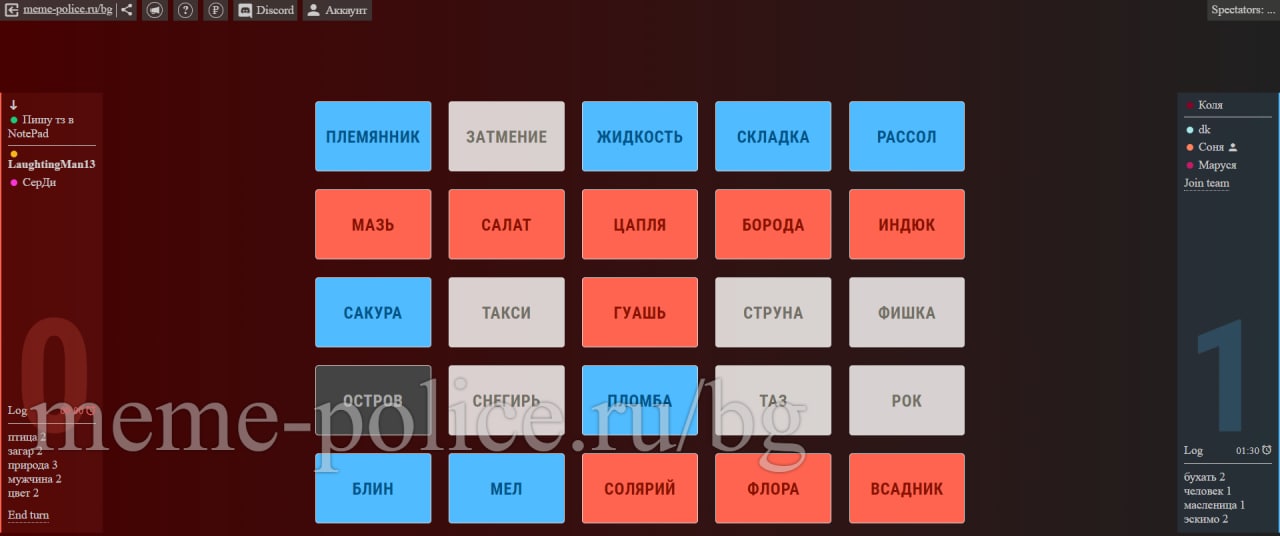 meme-police.ru/bg
Discord
Аккаунт
Spectators: ...
Пишу тз в
NotePad
LaughtingMan13
СерДи
0
Log 00:00
птица 2
загар 2
природа 3
мужчина 2
цвет 2
End turn
ПЛЕМЯННИК ЗАТМЕНИЕ ЖИДКОСТЬ СКЛАДКА РАССОЛ
МАЗЬ САЛАТ ЦАПЛЯ БОРОДА ИНДЮК
САКУРА ТАКСИ ГУАШЬ СТРУНА ФИШКА
ОСТРОВ СНЕГИРЬ ПЛОМБА ТАЗ РОК
БЛИН МЕЛ СОЛЯРИЙ ФЛОРА ВСАДНИК
meme-police.ru/bg
Коля
dk
Соня
Маруся
Join team
1
Log 01:30
бухать 2
человек 1
масленица 1
эскимо 2